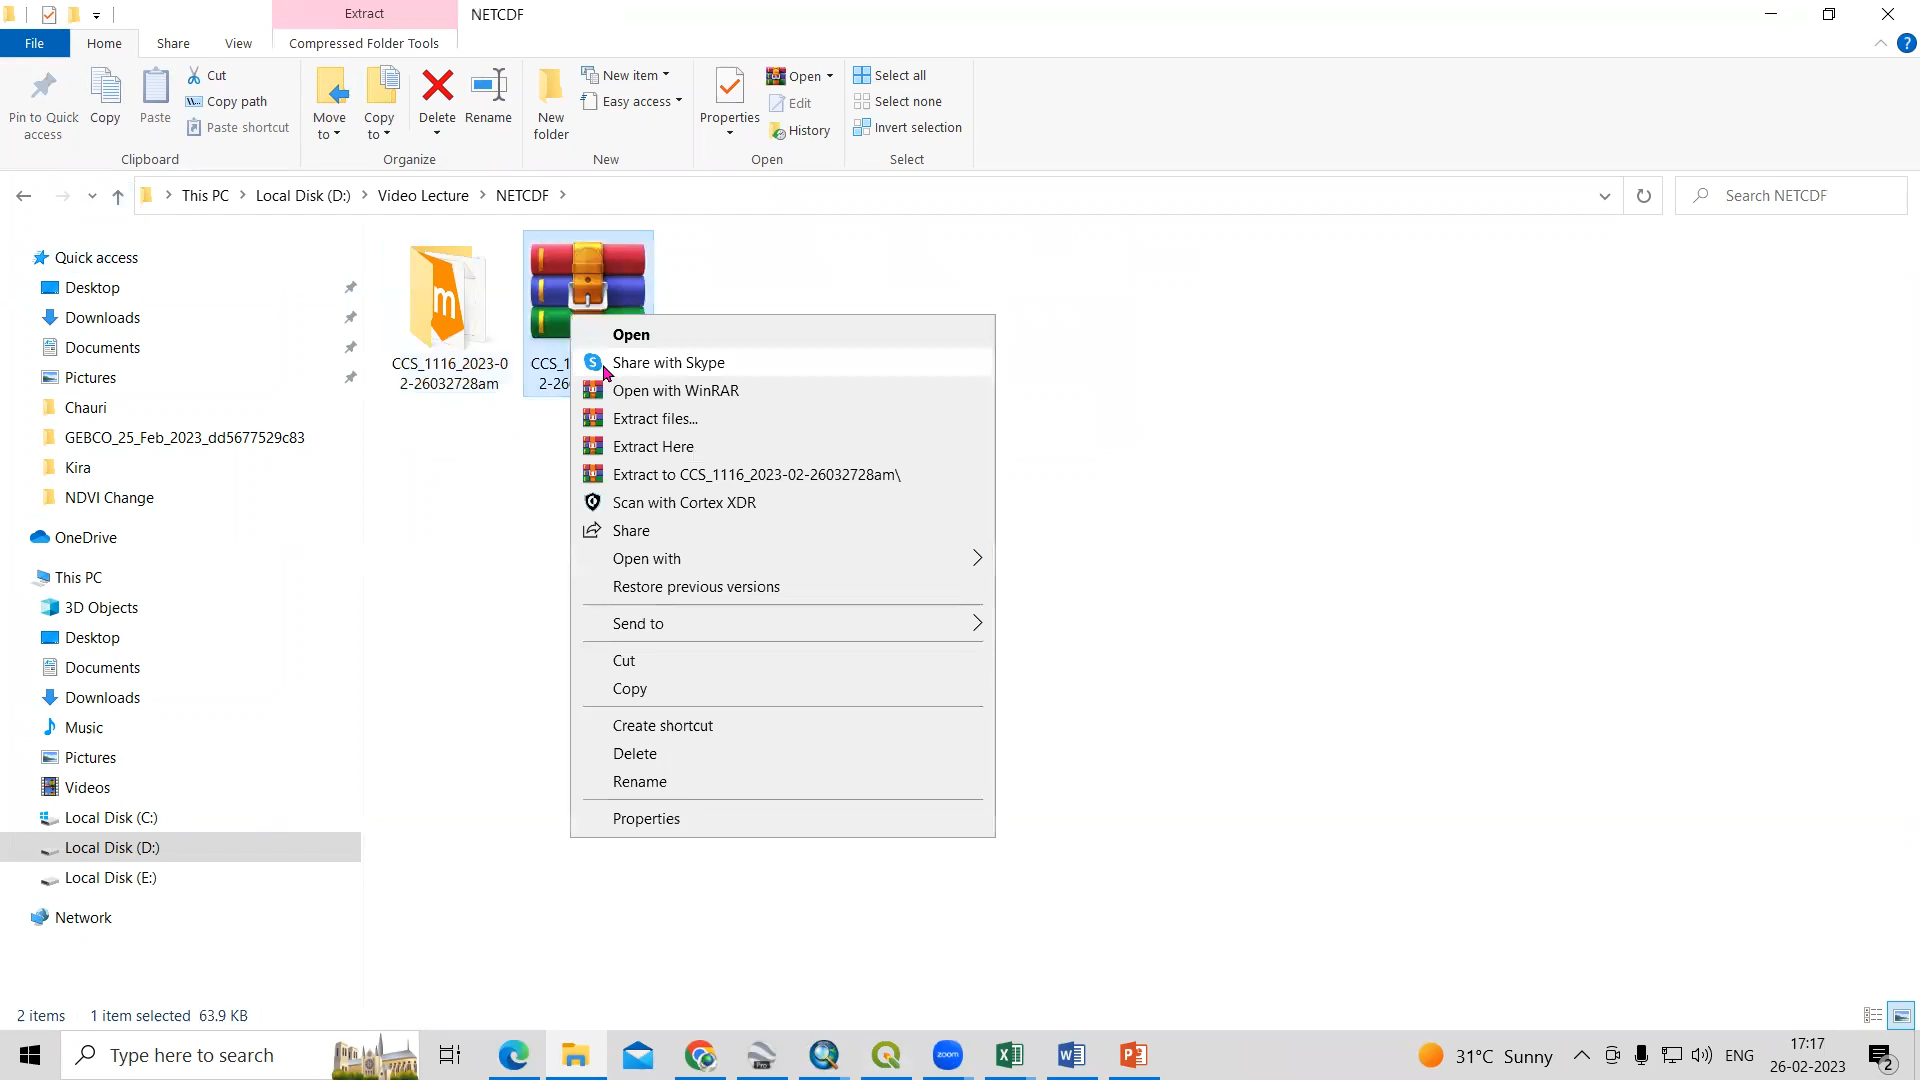 Extract
NETCDF
File
Home
Share
View
Compressed Folder Tools
Pin to Quick access
Copy
Paste
Cut
Copy path
Paste shortcut
Clipboard
Move to
Copy to
Delete
Rename
Organize
New folder
New item
Easy access
New
Properties
Open
Edit
History
Open
Select all
Select none
Invert selection
Select
This PC
Local Disk (D:)
Video Lecture
NETCDF
Search NETCDF
Quick access
Desktop
Downloads
Documents
Pictures
Chauri
GEBCO_25_Feb_2023_dd5677529c83
Kira
NDVI Change
OneDrive
This PC
3D Objects
Desktop
Documents
Downloads
Music
Pictures
Videos
Local Disk (C:)
Local Disk (D:)
Local Disk (E:)
Network
CCS_1116_2023-0
2-26032728am
CCS_1
2-26
Open
Share with Skype
Open with WinRAR
Extract files...
Extract Here
Extract to CCS_1116_2023-02-26032728am\
Scan with Cortex XDR
Share
Open with
Restore previous versions
Send to
Cut
Copy
Create shortcut
Delete
Rename
Properties
2 items
1 item selected 63.9 KB
Type here to search
Pro
zoom
31°C Sunny
ENG
17:17
26-02-2023
2